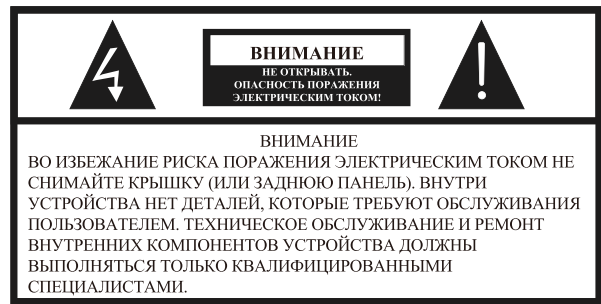 ВНИМАНИЕ
НЕ ОТКРЫВАТЬ.
ОПАСНОСТЬ ПОРАЖЕНИЯ
ЭЛЕКТРИЧЕСКИМ ТОКОМ!
ВНИМАНИЕ
ВО ИЗБЕЖАНИЕ РИСКА ПОРАЖЕНИЯ ЭЛЕКТРИЧЕСКИМ ТОКОМ НЕ
СНИМАЙТЕ КРЫШКУ (ИЛИ ЗАДНЮЮ ПАНЕЛЬ). ВНУТРИ
УСТРОЙСТВА НЕТ ДЕТАЛЕЙ, КОТОРЫЕ ТРЕБУЮТ ОБСЛУЖИВАНИЯ
ПОЛЬЗОВАТЕЛЕМ. ТЕХНИЧЕСКОЕ ОБСЛУЖИВАНИЕ И РЕМОНТ
ВНУТРЕННИХ КОМПОНЕНТОВ УСТРОЙСТВА ДОЛЖНЫ
ВЫПОЛНЯТЬСЯ ТОЛЬКО КВАЛИФИЦИРОВАННЫМИ
СПЕЦИАЛИСТАМИ.